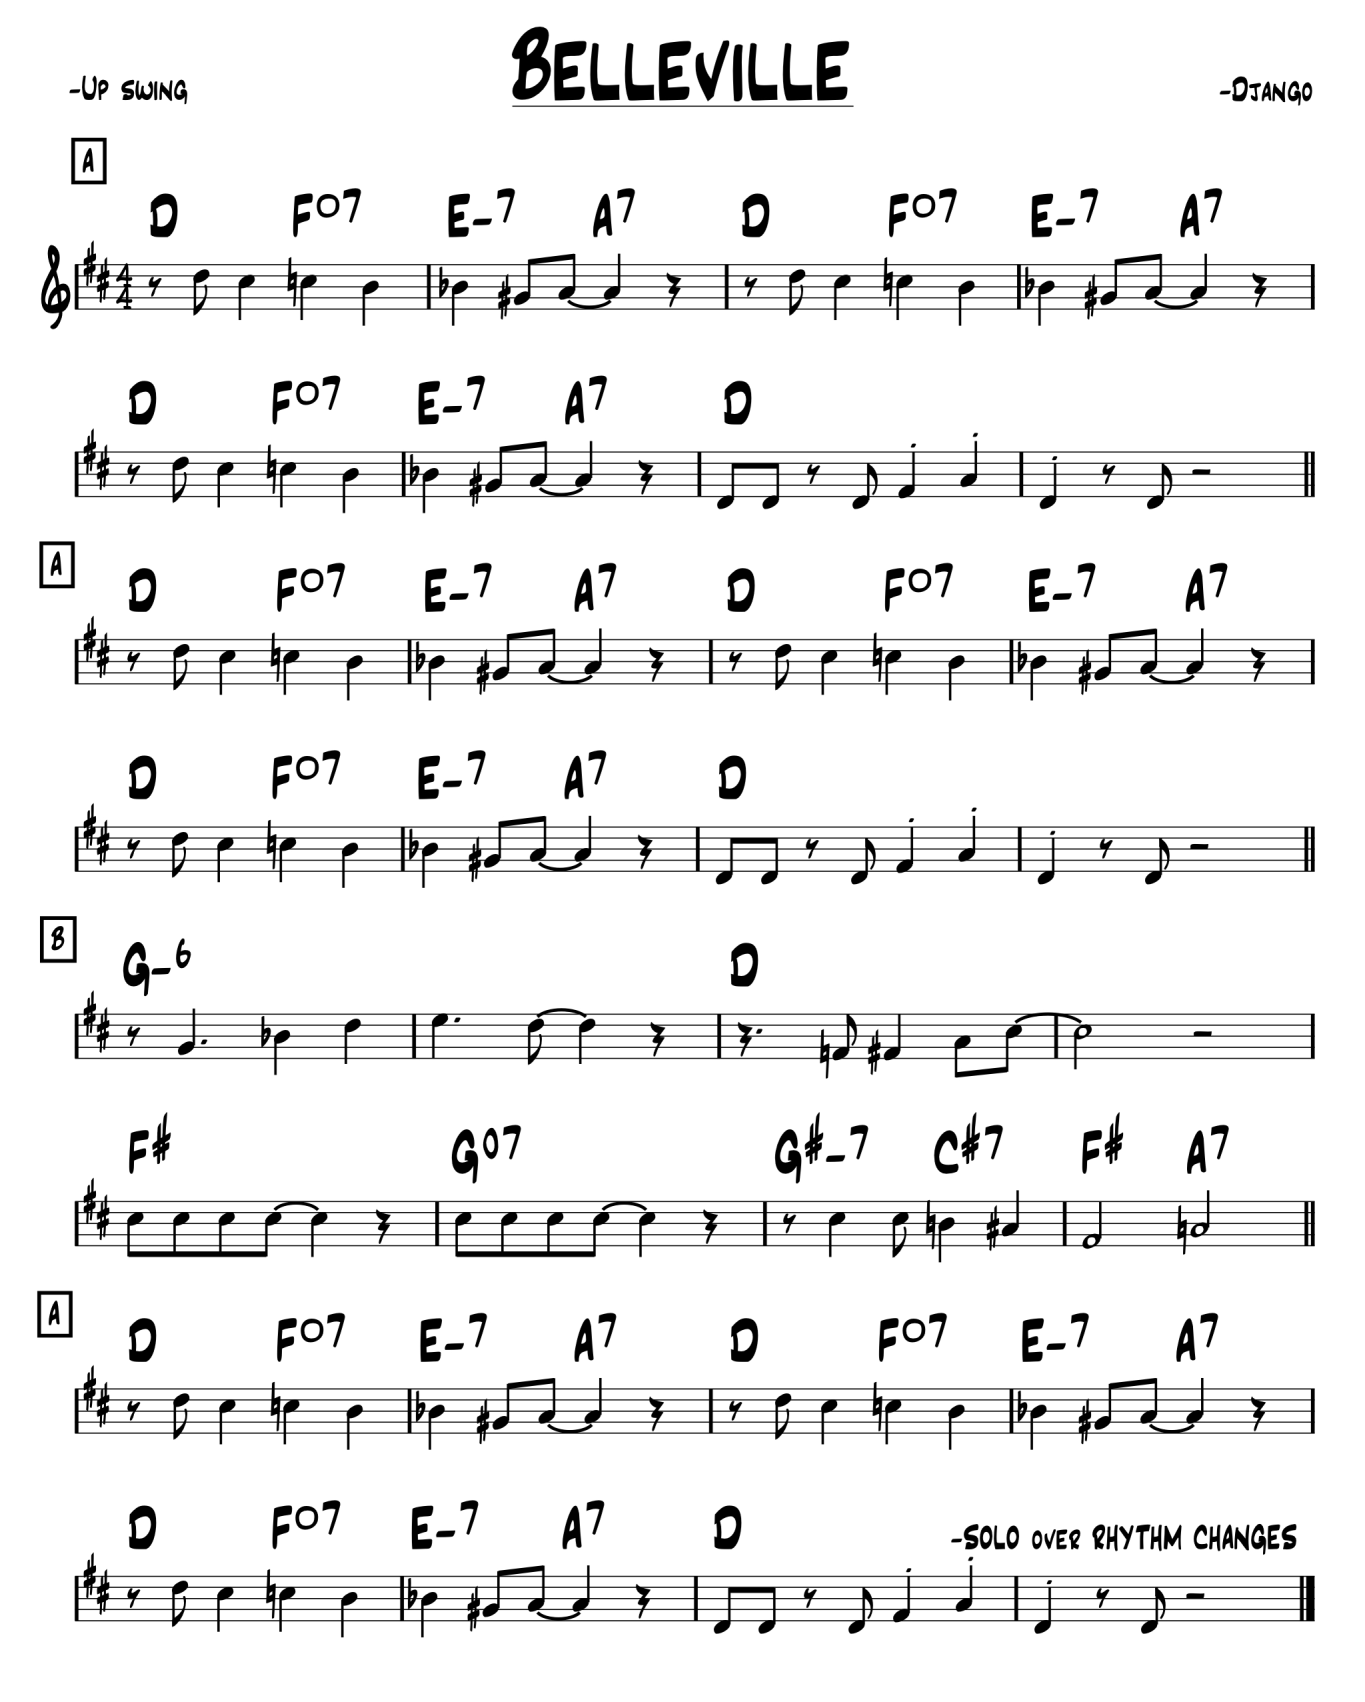 BELLEVILLE
-UP SWING
-DJANGO
A
D F°7 E-7 A7 D F°7 E-7 A7
4
4
D F°7 E-7 A7 D
A
D F°7 E-7 A7 D F°7 E-7 A7
D F°7 E-7 A7 D
B
G-6 D
F# G°7 G#-7 C#7 F# A7
A
D F°7 E-7 A7 D F°7 E-7 A7
D F°7 E-7 A7 D -SOLO OVER RHYTHM CHANGES